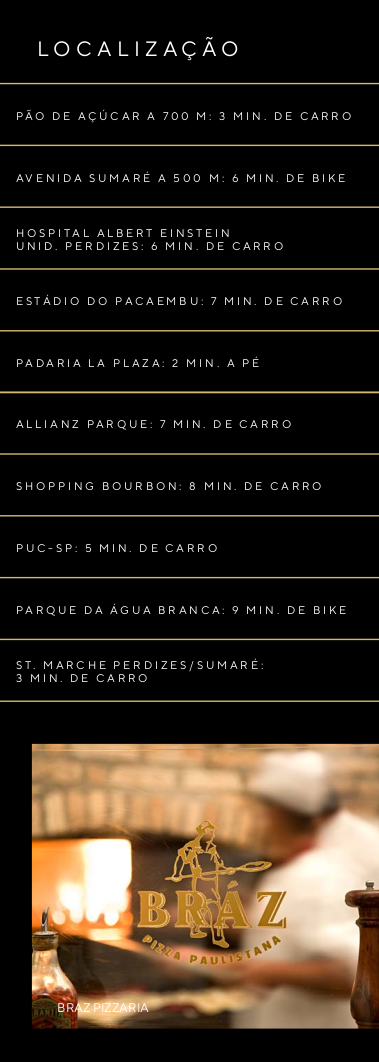 LOCALIZAÇÃO
PÃO DE AÇÚCAR A 700 M: 3 MIN. DE CARRO
AVENIDA SUMARÉ A 500 M: 6 MIN. DE BIKE
HOSPITAL ALBERT EINSTEIN
UNID. PERDIZES: 6 MIN. DE CARRO
ESTÁDIO DO PACAEMBU: 7 MIN. DE CARRO
PADARIA LA PLAZA: 2 MIN. A PÉ
ALLIANZ PARQUE: 7 MIN. DE CARRO
SHOPPING BOURBON: 8 MIN. DE CARRO
PUC-SP: 5 MIN. DE CARRO
PARQUE DA ÁGUA BRANCA: 9 MIN. DE BIKE
ST. MARCHE PERDIZES/SUMARÉ:
3 MIN. DE CARRO
BRÁZ
PIZZA PAULISTANA
BRAZ PIZZARIA